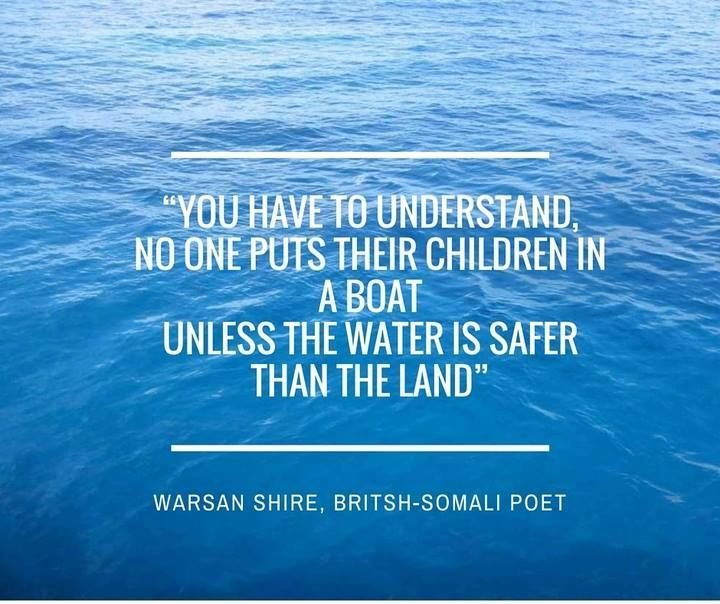 “YOU HAVE TO UNDERSTAND,
NO ONE PUTS THEIR CHILDREN IN
A BOAT
UNLESS THE WATER IS SAFER
THAN THE LAND”
WARSAN SHIRE, BRITSH-SOMALI POET